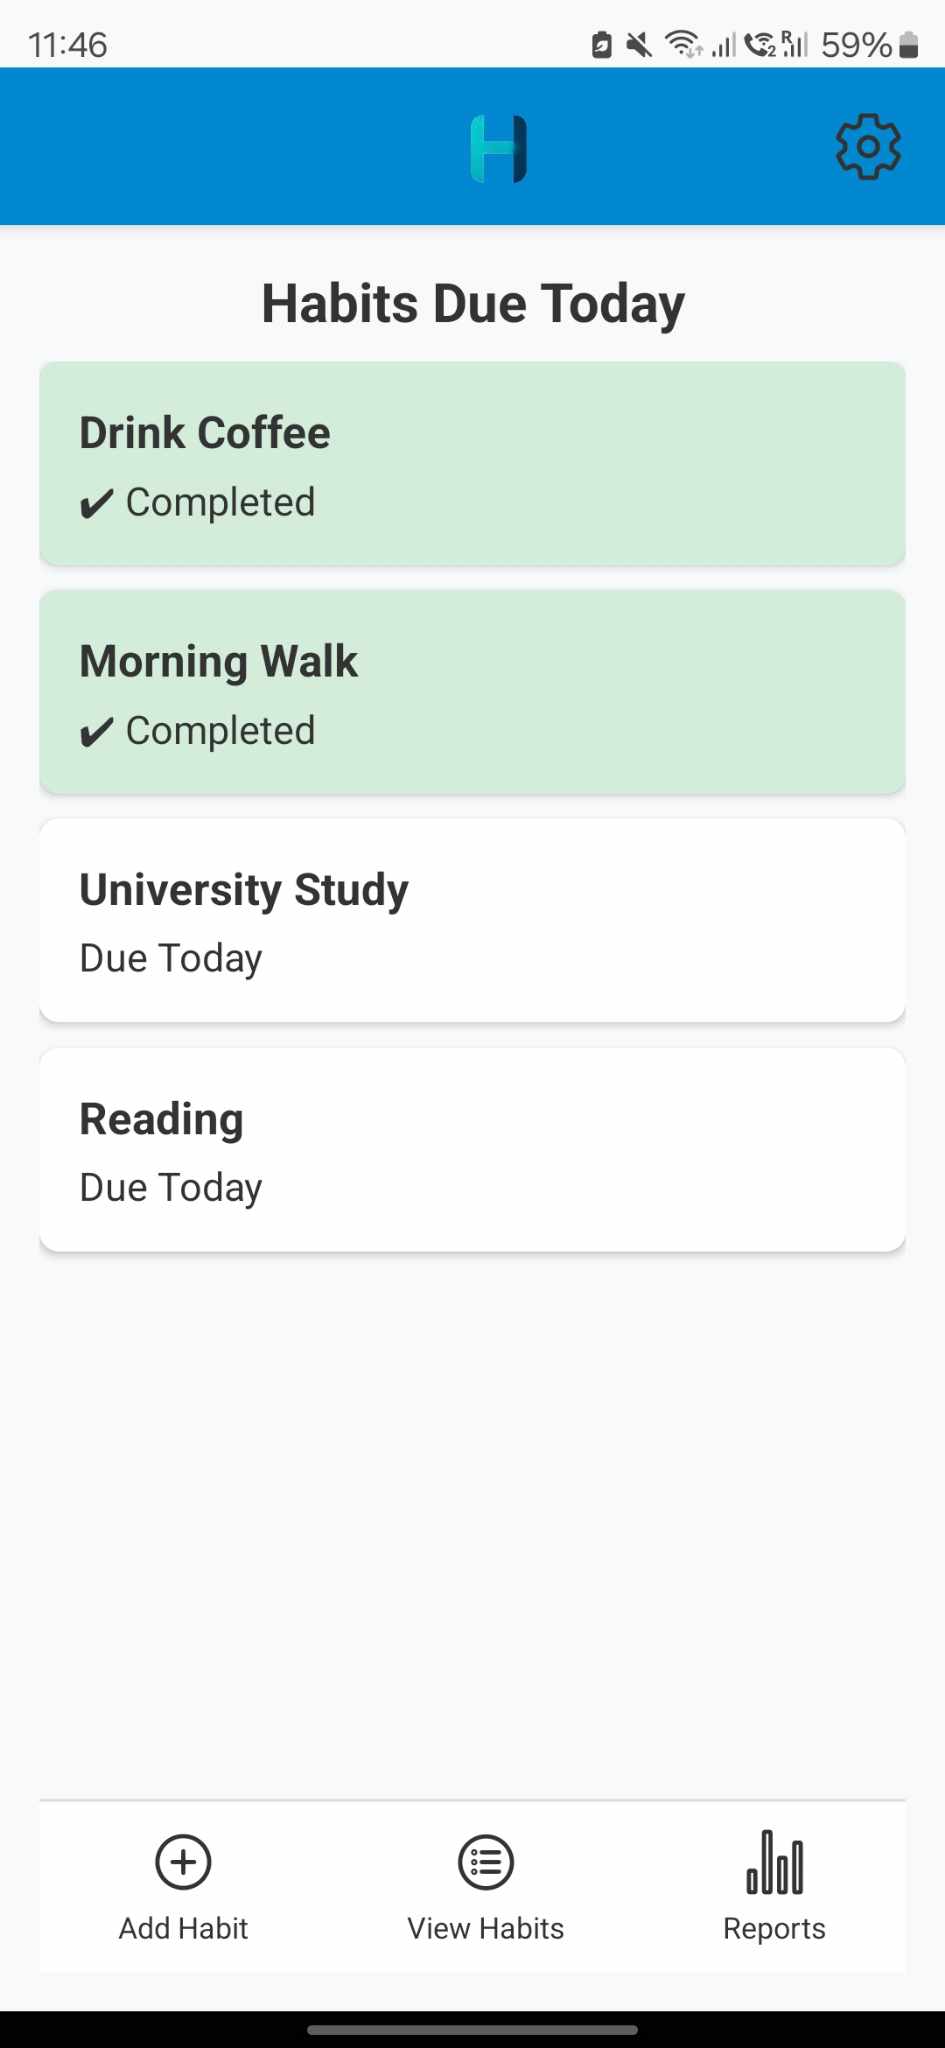 11:46
59%
H
Habits Due Today
Drink Coffee
✔ Completed
Morning Walk
✔ Completed
University Study
Due Today
Reading
Due Today
Add Habit
View Habits
Reports